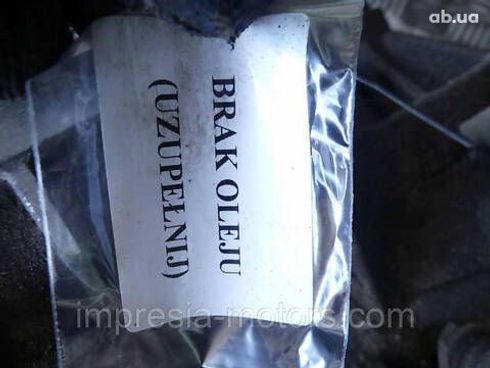 ab.ua
BRAK OLEJU
(UZUPEŁNIJ)
impresia-motors.com